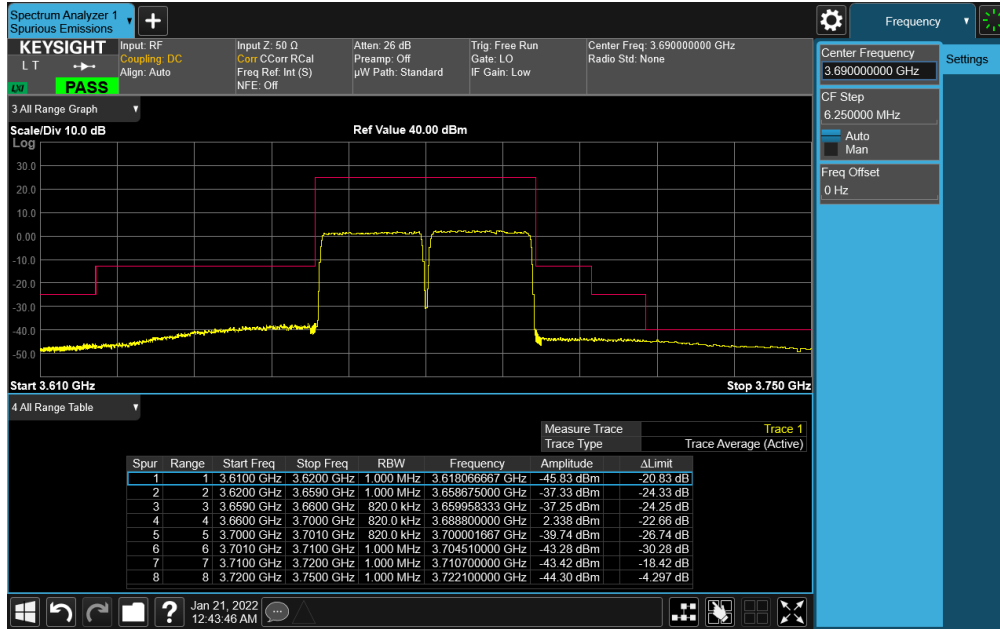 Spectrum Analyzer 1
Spurious Emissions
Frequency
KEYSIGHT
Input: RF
Input Z: 50 Ω
Atten: 26 dB
Trig: Free Run
Center Freq: 3.690000000 GHz
L T
Coupling: DC
Corr CCorr RCal
Preamp: Off
Gate: LO
Radio Std: None
Align: Auto
Freq Ref: Int (S)
µW Path: Standard
IF Gain: Low
NFE: Off
LXI
PASS
Center Frequency
3.690000000 GHz
Settings
CF Step
6.250000 MHz
Auto
Man
Freq Offset
0 Hz
3 All Range Graph
Scale/Div 10.0 dB
Ref Value 40.00 dBm
Log
30.0
20.0
10.0
0.00
-10.0
-20.0
-30.0
-40.0
-50.0
Start 3.610 GHz
Stop 3.750 GHz
4 All Range Table
Measure Trace Trace 1
Trace Type Trace Average (Active)
Spur Range Start Freq Stop Freq RBW Frequency Amplitude ΔLimit
1 1 3.6100 GHz 3.6200 GHz 1.000 MHz 3.618066667 GHz -45.83 dBm -20.83 dB
2 2 3.6200 GHz 3.6590 GHz 1.000 MHz 3.658675000 GHz -37.33 dBm -24.33 dB
3 3 3.6590 GHz 3.6600 GHz 820.0 kHz 3.659958333 GHz -37.25 dBm -24.25 dB
4 4 3.6600 GHz 3.7000 GHz 820.0 kHz 3.688800000 GHz 2.338 dBm -22.66 dB
5 5 3.7000 GHz 3.7010 GHz 820.0 kHz 3.700001667 GHz -39.74 dBm -26.74 dB
6 6 3.7010 GHz 3.7100 GHz 1.000 MHz 3.704510000 GHz -43.28 dBm -30.28 dB
7 7 3.7100 GHz 3.7200 GHz 1.000 MHz 3.710700000 GHz -43.42 dBm -18.42 dB
8 8 3.7200 GHz 3.7500 GHz 1.000 MHz 3.722100000 GHz -44.30 dBm -4.297 dB
?
Jan 21, 2022
12:43:46 AM